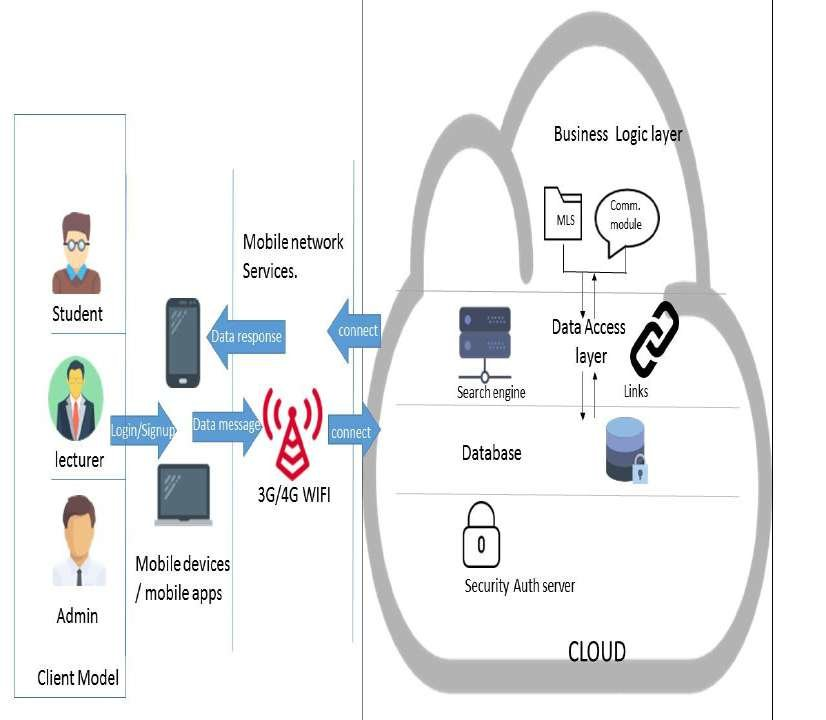 Student
lecturer
Admin
Client Model
Login/Signup
Mobile devices
/ mobile apps
Mobile network
Services.
Data response
Data message
3G/4G WIFI
connect
connect
Business Logic layer
MLS
Comm.
module
Data Access
layer
Search engine
Links
Database
0
Security Auth server
CLOUD